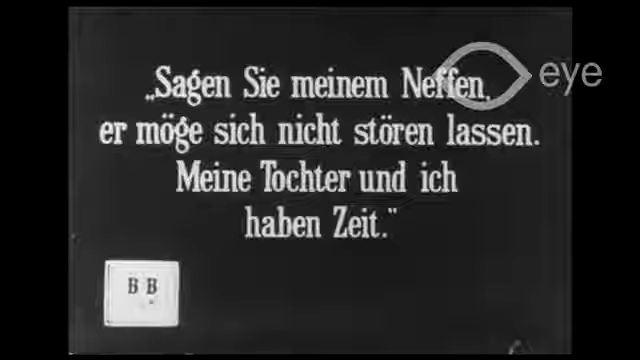 „Sagen Sie meinem Neffen,
er möge sich nicht stören lassen.
Meine Tochter und ich
haben Zeit."
eye
B B